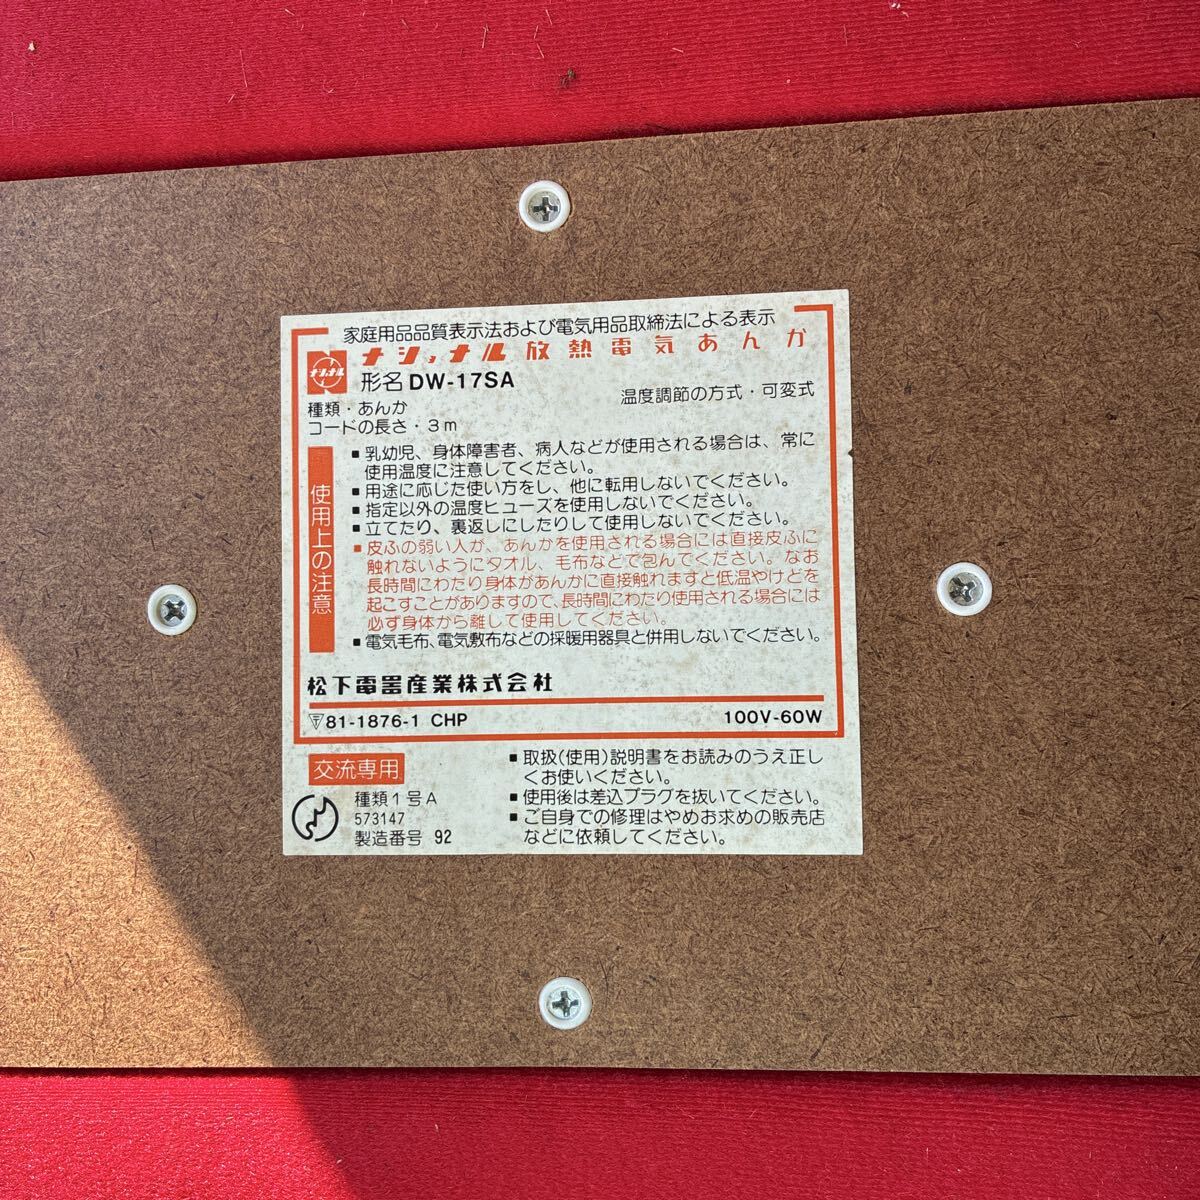 家庭用品品質表示法および電気用品取締法による表示
ナショナル
ナショナル放熱電気あんか
形名 DW-17SA
種類・あんか
温度調節の方式・可変式
コードの長さ・3m
使用上の注意
■乳幼児、身体障害者、病人などが使用される場合は、常に
使用温度に注意してください。
■用途に応じた使い方をし、他に転用しないでください。
■指定以外の温度ヒューズを使用しないでください。
■立てたり、裏返しにしたりして使用しないでください。
■皮ふの弱い人が、あんかを使用される場合には直接皮ふに
触れないようにタオル、毛布などで包んでください。なお
長時間にわたり身体があんかに直接触れますと低温やけどを
起こすことがありますので、長時間にわたり使用される場合には
必ず身体から離して使用してください。
■電気毛布、電気敷布などの採暖用器具と併用しないでください。
松下電器産業株式会社
〒81-1876-1 CHP
100V-60W
交流専用
種類1号A
573147
製造番号 92
■取扱(使用)説明書をお読みのうえ正し
くお使いください。
■使用後は差込プラグを抜いてください。
■ご自身での修理はやめお求めの販売店
などに依頼してください。